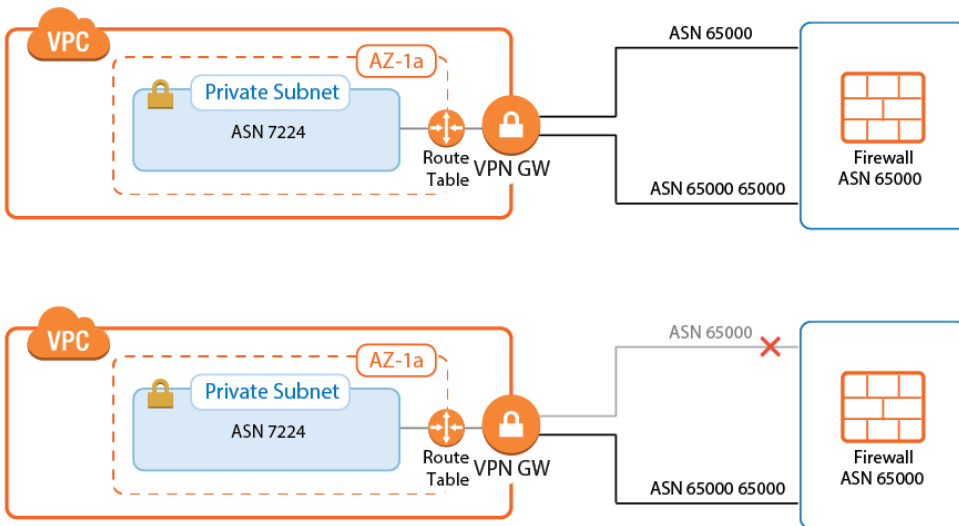 VPC
ASN 65000
AZ-1a
Private Subnet
ASN 7224
Route
Table
VPN GW
Firewall
ASN 65000
ASN 65000 65000
VPC
ASN 65000
AZ-1a
Private Subnet
ASN 7224
Route
Table
VPN GW
Firewall
ASN 65000
ASN 65000 65000